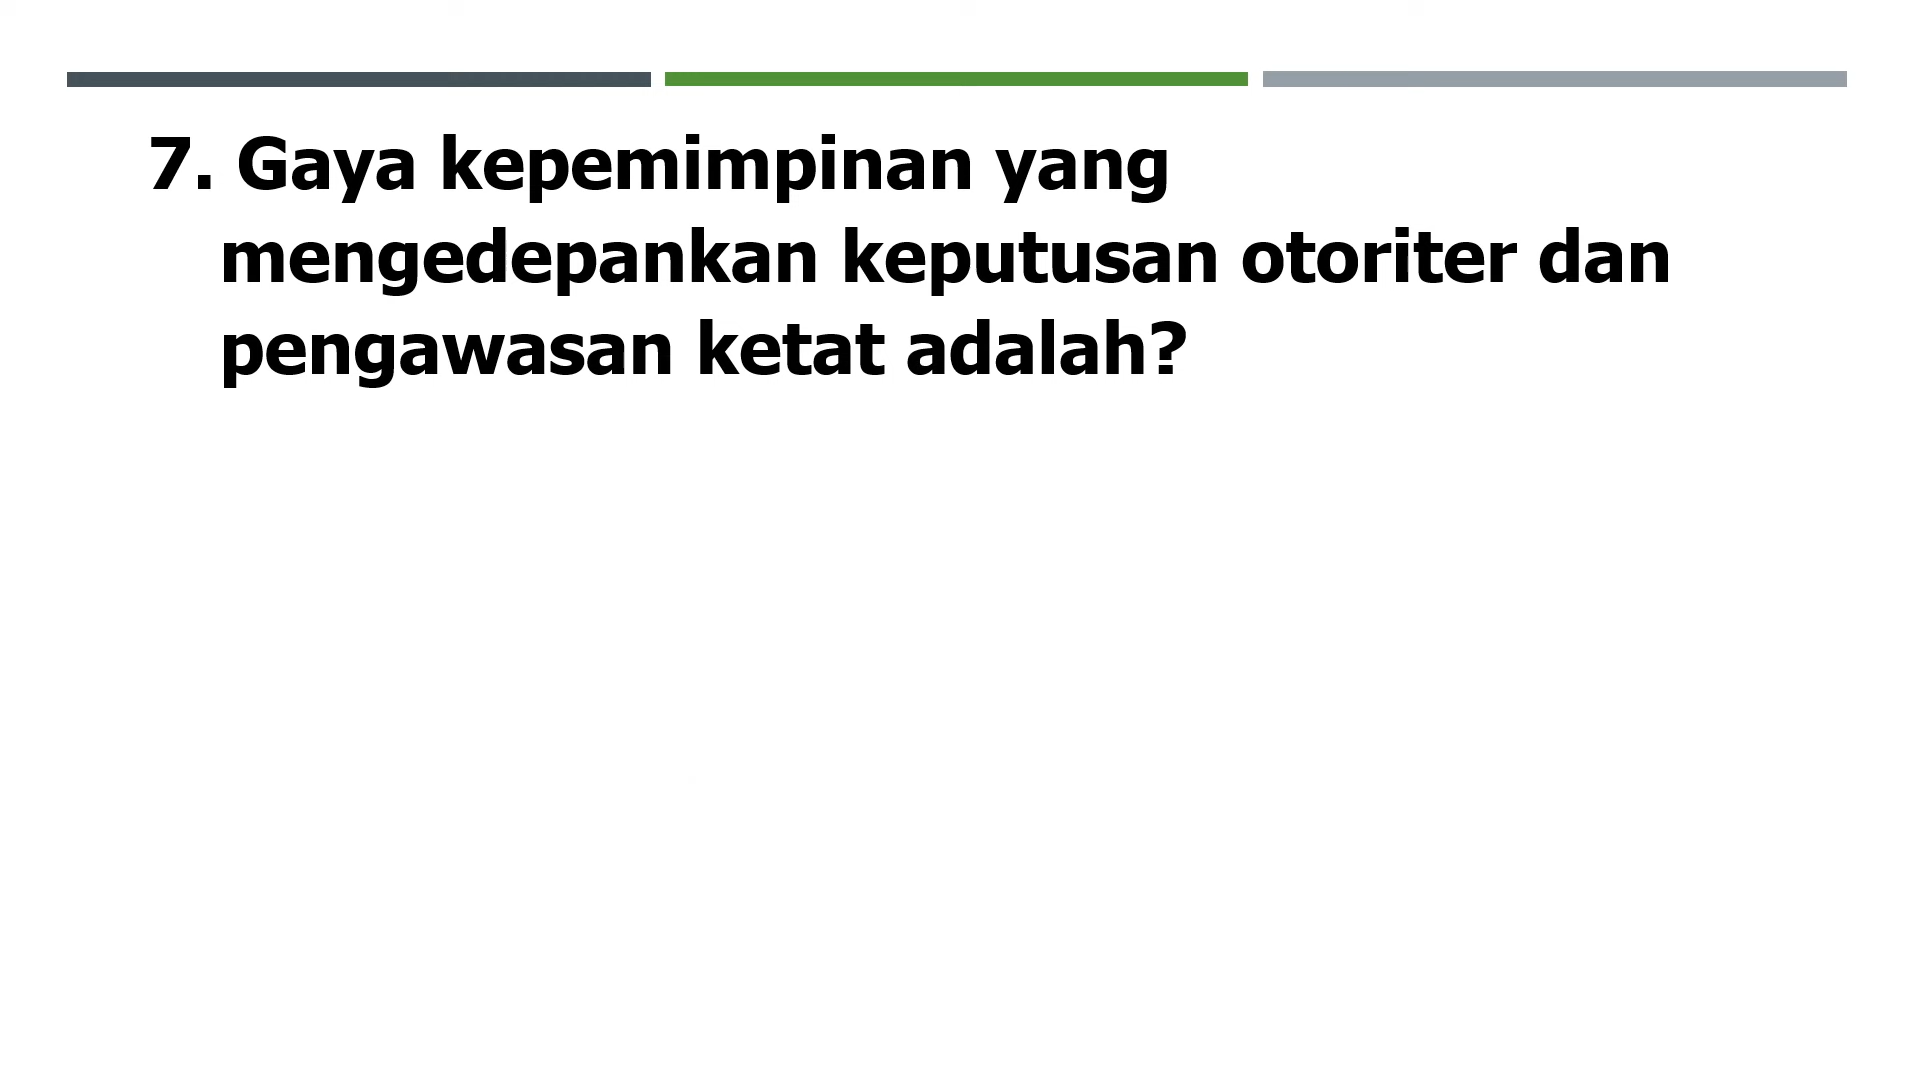 7. Gaya kepemimpinan yang
mengedepankan keputusan otoriter dan
pengawasan ketat adalah?